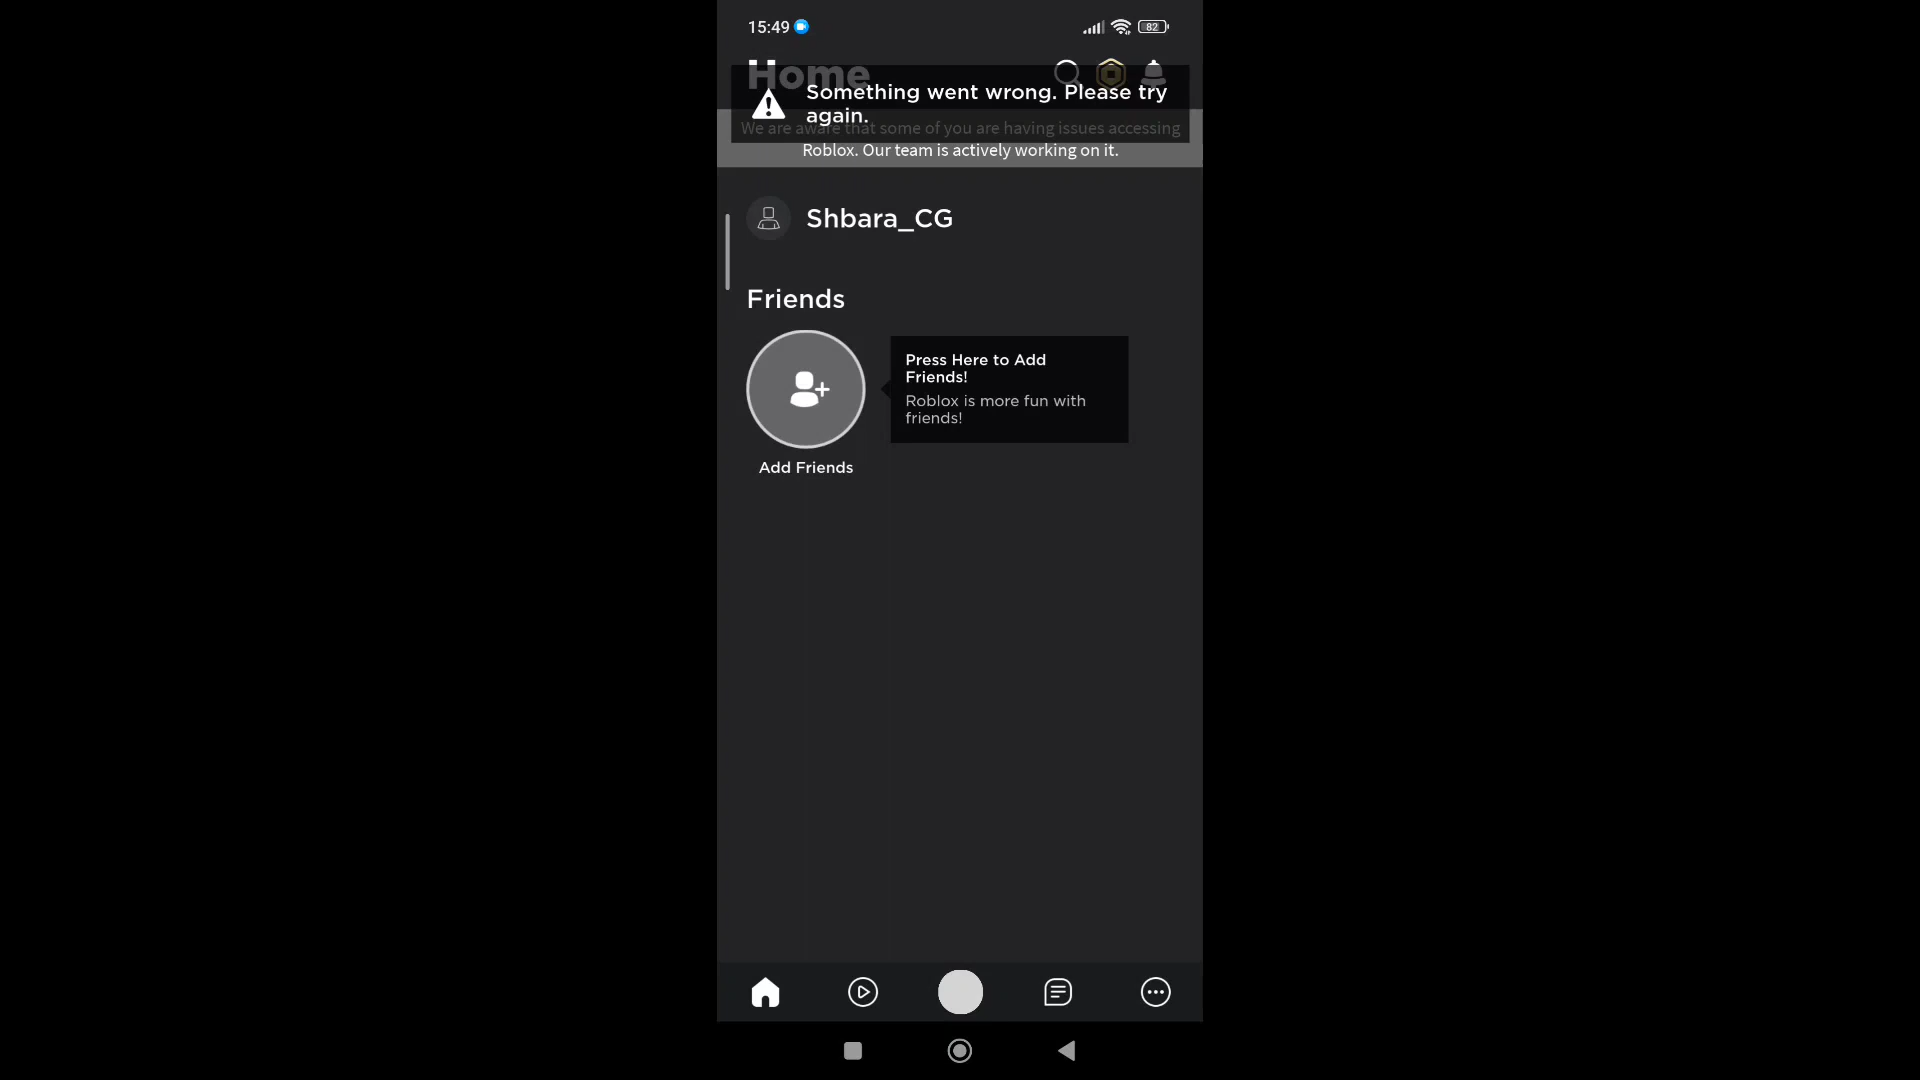 15:49
82
Home
Something went wrong. Please try
again.
We are aware that some of you are having issues accessing
Roblox. Our team is actively working on it.
Shbara_CG
Friends
Press Here to Add
Friends!
Roblox is more fun with
friends!
Add Friends